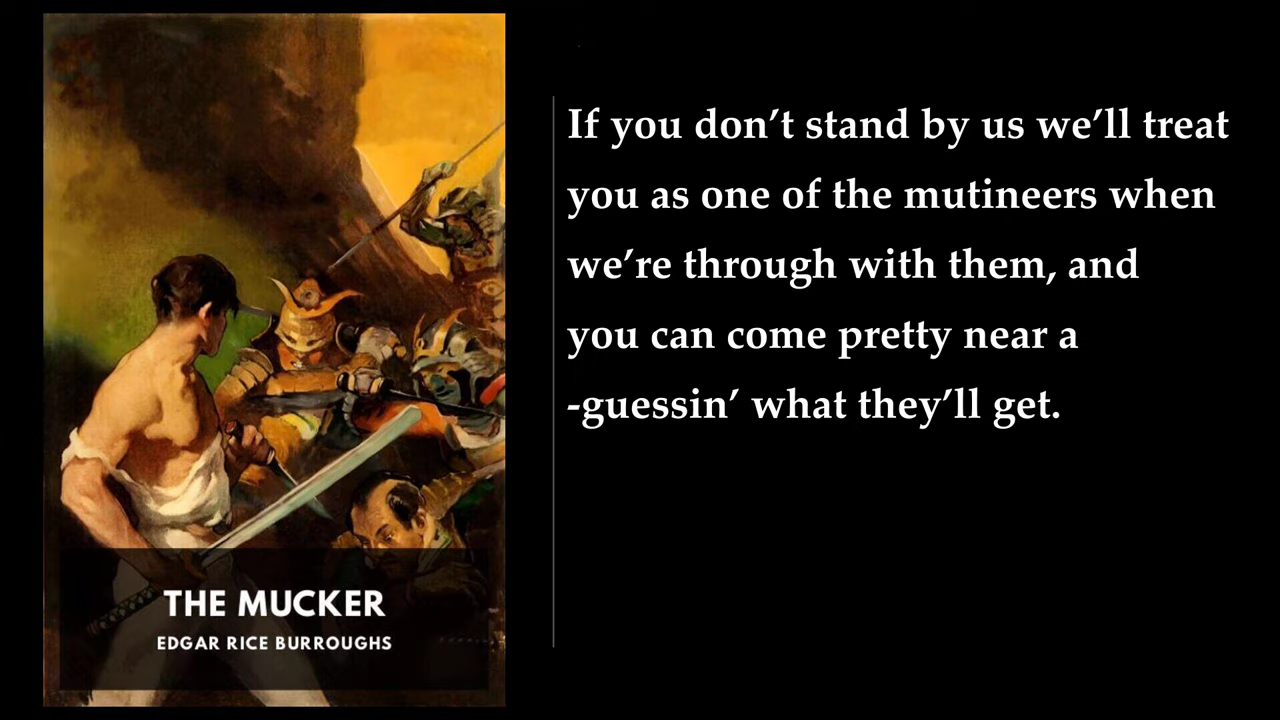 If you don’t stand by us we’ll treat
you as one of the mutineers when
we’re through with them, and
you can come pretty near a
-guessin’ what they’ll get.
THE MUCKER
EDGAR RICE BURROUGHS